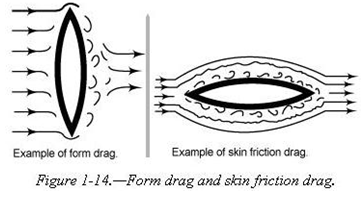 Example of form drag.
Example of skin friction drag.
Figure 1-14.—Form drag and skin friction drag.